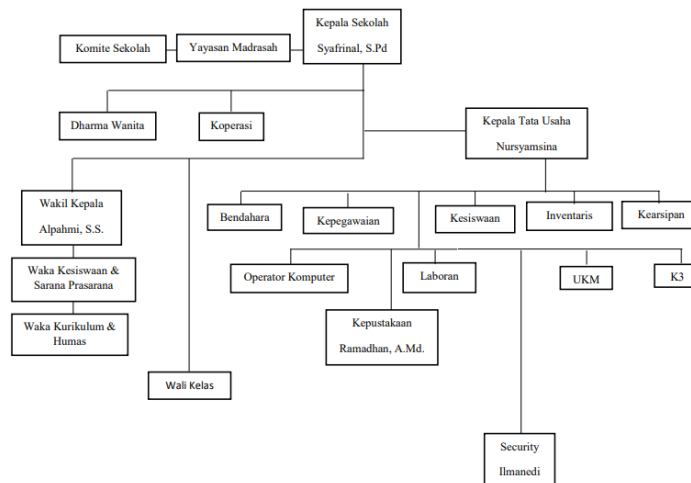 Kepala Sekolah
Syafrinal, S.Pd
Komite Sekolah
Yayasan Madrasah
Dharma Wanita
Koperasi
Kepala Tata Usaha
Nursyamsina
Wakil Kepala
Alpahmi, S.S.
Bendahara
Kepegawaian
Kesiswaan
Inventaris
Kearsipan
Waka Kesiswaan &
Sarana Prasarana
Operator Komputer
Laboran
UKM
K3
Waka Kurikulum &
Humas
Kepustakaan
Ramadhan, A.Md.
Wali Kelas
Security
Ilmanedi